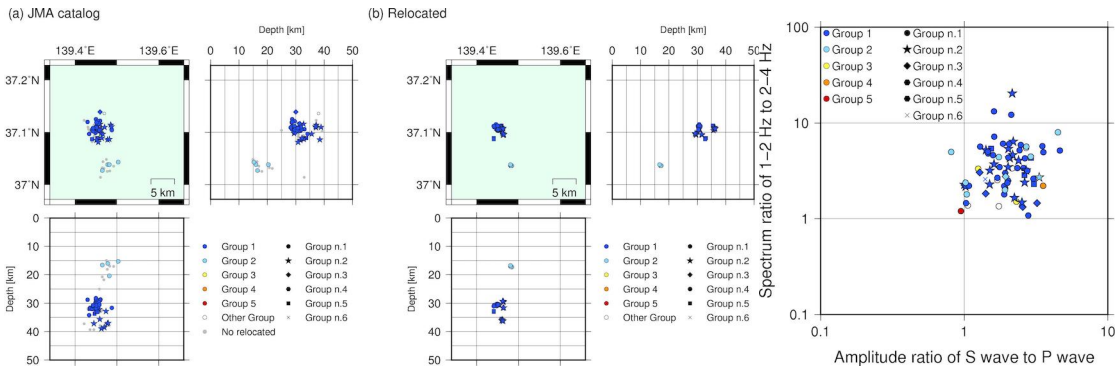 (a) JMA catalog
139.4°E 139.6°E
Depth [km]
0 10 20 30 40 50
37.2°N
37.1°N
37°N
5 km
0
10
20
30
40
50
Depth [km]
Group 1 Group n.1
Group 2 Group n.2
Group 3 Group n.3
Group 4 Group n.4
Group 5 Group n.5
Other Group Group n.6
No relocated
(b) Relocated
139.4°E 139.6°E
Depth [km]
0 10 20 30 40 50
37.2°N
37.1°N
37°N
5 km
0
10
20
30
40
50
Depth [km]
Group 1 Group n.1
Group 2 Group n.2
Group 3 Group n.3
Group 4 Group n.4
Group 5 Group n.5
Other Group Group n.6
Spectrum ratio of 1−2 Hz to 2−4 Hz
100
10
1
0.1
Group 1 Group n.1
Group 2 Group n.2
Group 3 Group n.3
Group 4 Group n.4
Group 5 Group n.5
Group n.6
0.1 1 10
Amplitude ratio of S wave to P wave